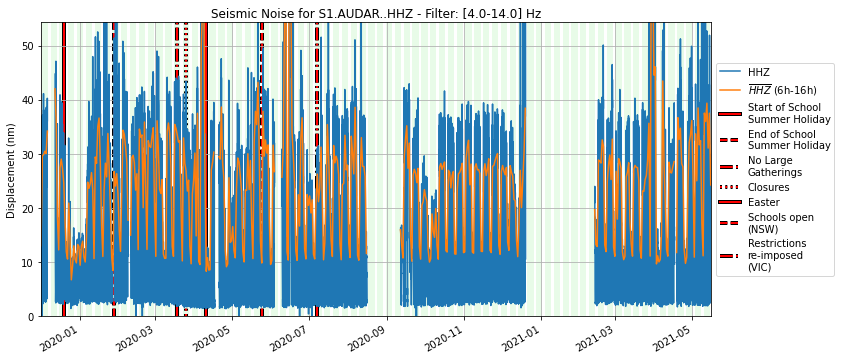 Seismic Noise for S1.AUDAR..HHZ - Filter: [4.0-14.0] Hz
Displacement (nm)
50
40
30
20
10
0
2020-01
2020-03
2020-05
2020-07
2020-09
2020-11
2021-01
2021-03
2021-05
HHZ
HHZ (6h-16h)
Start of School
Summer Holiday
End of School
Summer Holiday
No Large
Gatherings
Closures
Easter
Schools open
(NSW)
Restrictions
re-imposed
(VIC)